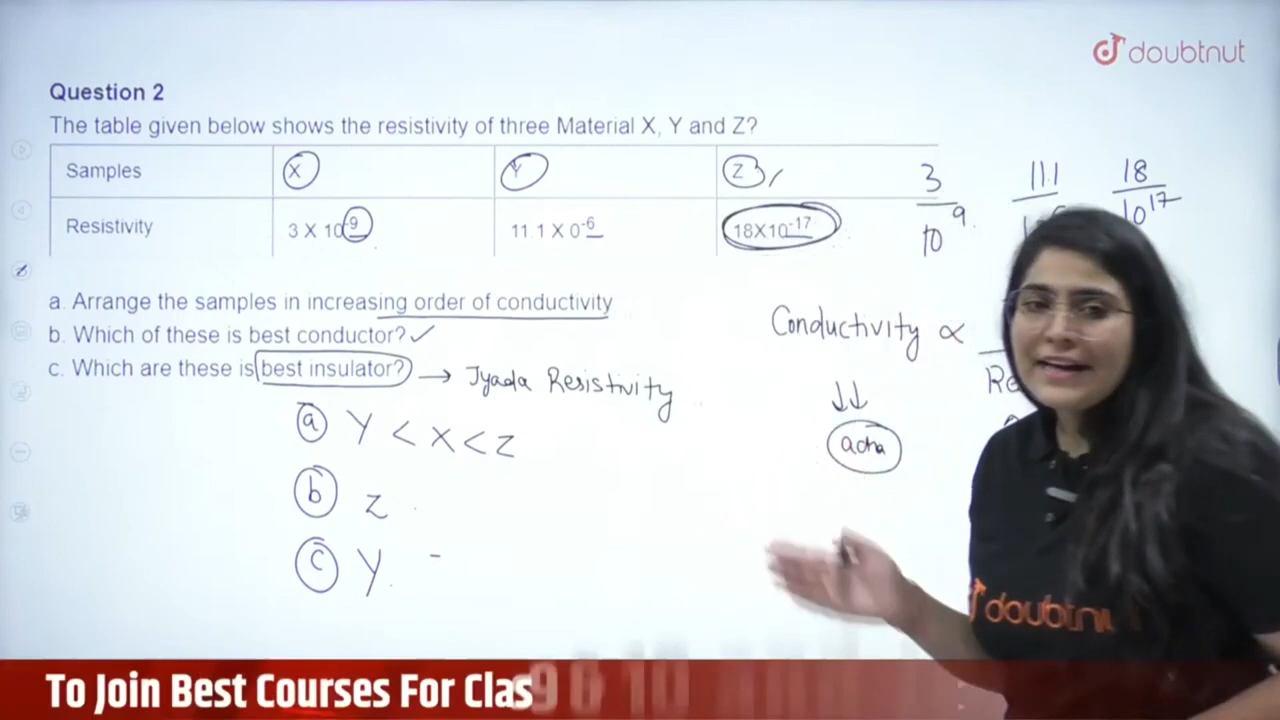 doubtnut
Question 2
The table given below shows the resistivity of three Material X, Y and Z?
Samples X Y Z
Resistivity 3 X 10-9 11.1 X 0-6 18X10-17
3/10^9 11.1 18/10^17
a. Arrange the samples in increasing order of conductivity
b. Which of these is best conductor?
c. Which are these is best insulator? → Jyada Resistivity
Conductivity ∝
↓↓
acha
a Y < X < Z
b Z
c Y
doubtnut
To Join Best Courses For Clas